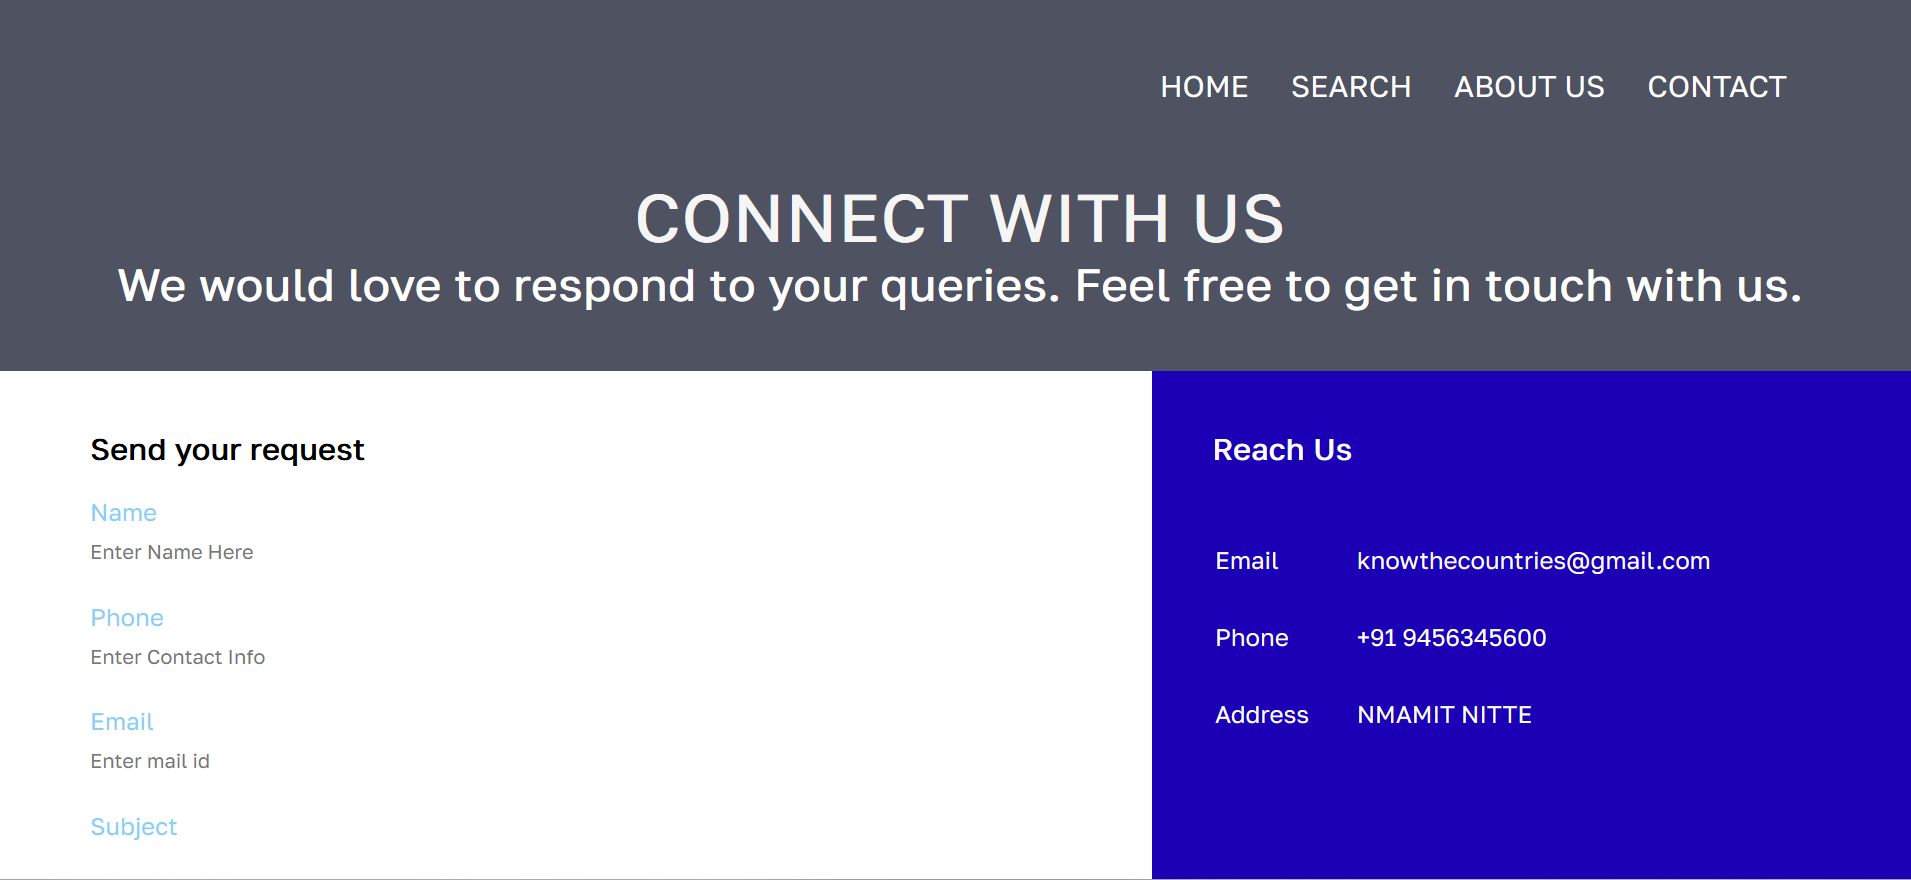 HOME SEARCH ABOUT US CONTACT
CONNECT WITH US
We would love to respond to your queries. Feel free to get in touch with us.
Send your request
Name
Enter Name Here
Phone
Enter Contact Info
Email
Enter mail id
Subject
Reach Us
Email knowthecountries@gmail.com
Phone +91 9456345600
Address NMAMIT NITTE